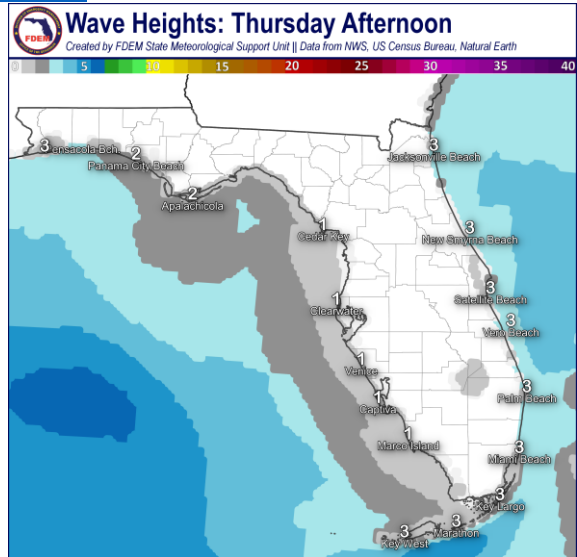 FDEM
Wave Heights: Thursday Afternoon
Created by FDEM State Meteorological Support Unit || Data from NWS, US Census Bureau, Natural Earth
0 5 10 15 20 25 30 35 40
3
Pensacola Bch.
2
Panama City Beach
2
Apalachicola
3
Jacksonville Beach
1
Cedar Key
3
New Smyrna Beach
1
Clearwater
3
Satellite Beach
3
Vero Beach
1
Venice
1
Captiva
3
Palm Beach
1
Marco Island
3
Miami Beach
3
Key Largo
3
Marathon
3
Key West